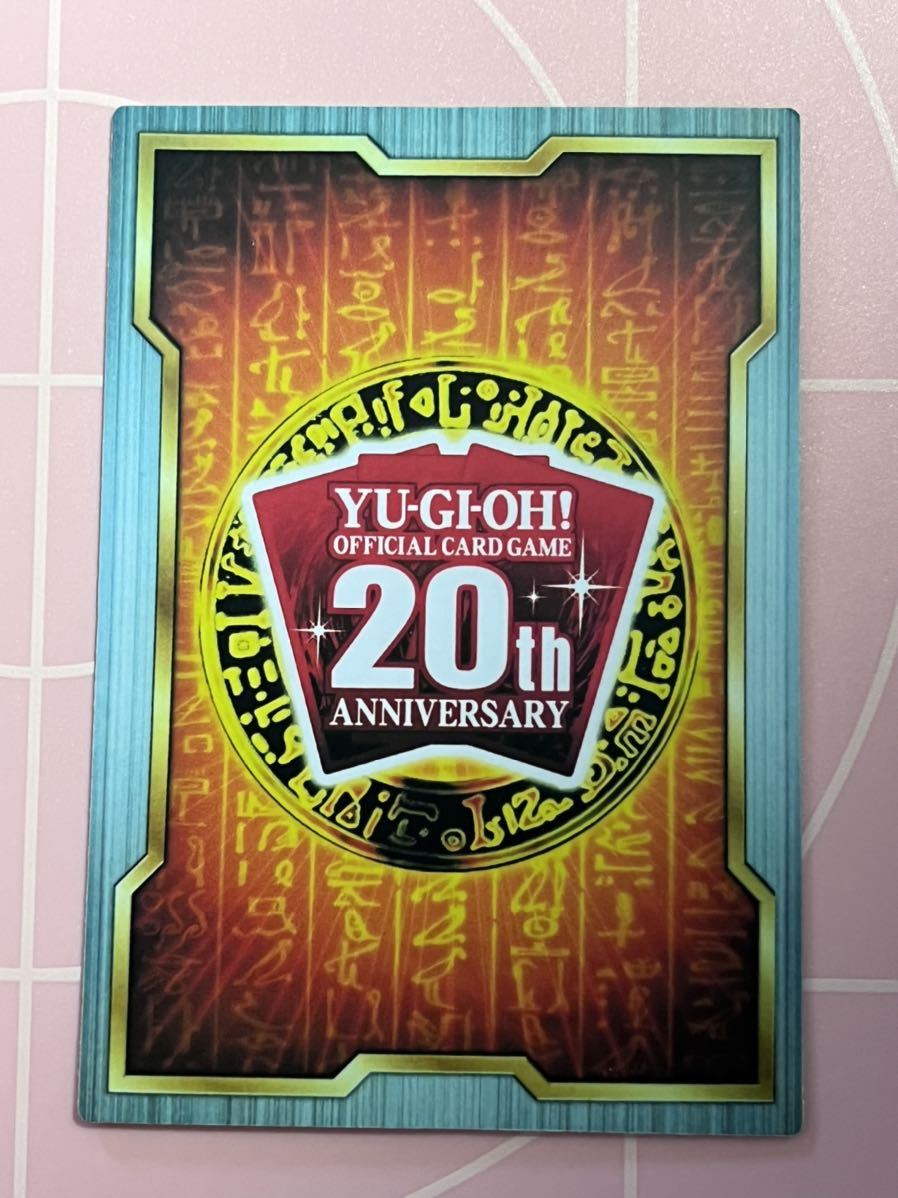 YU-GI-OH!
OFFICIAL CARD GAME
20th
ANNIVERSARY